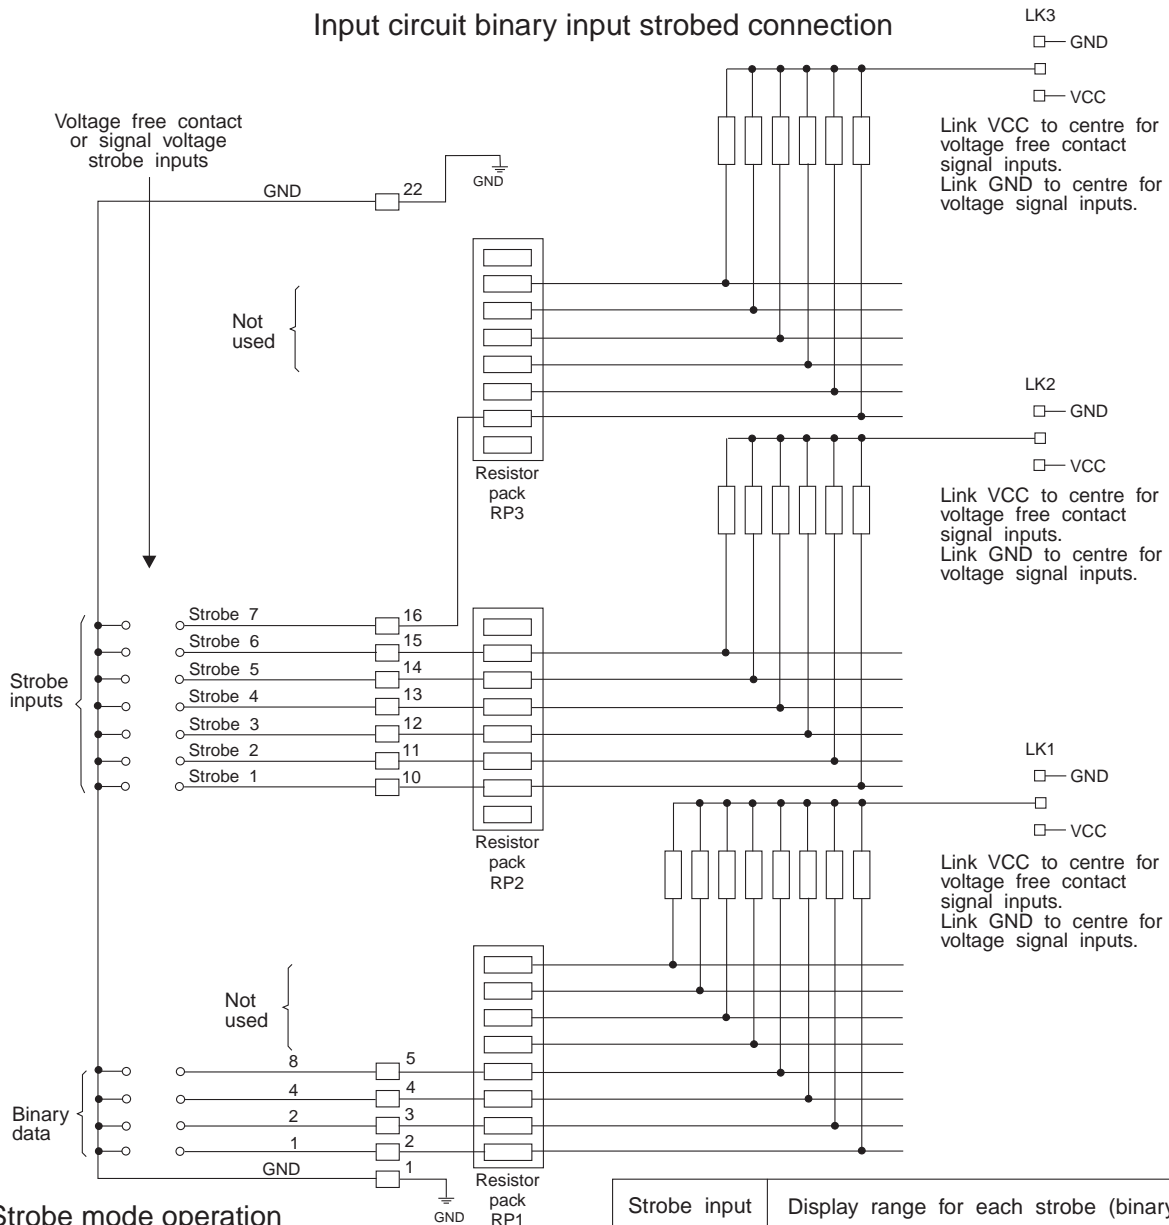 Input circuit binary input strobed connection
LK3
GND
VCC
Link VCC to centre for
voltage free contact
signal inputs.
Link GND to centre for
voltage signal inputs.
Voltage free contact
or signal voltage
strobe inputs
GND
22
GND
Not
used
Resistor
pack
RP3
LK2
GND
VCC
Link VCC to centre for
voltage free contact
signal inputs.
Link GND to centre for
voltage signal inputs.
Strobe
inputs
Strobe 7
16
Strobe 6
15
Strobe 5
14
Strobe 4
13
Strobe 3
12
Strobe 2
11
Strobe 1
10
Resistor
pack
RP2
LK1
GND
VCC
Link VCC to centre for
voltage free contact
signal inputs.
Link GND to centre for
voltage signal inputs.
Not
used
Binary
data
8
5
4
4
2
3
1
2
GND
1
GND
Resistor
pack
RP1
Strobe mode operation
Strobe input
Display range for each strobe (binary